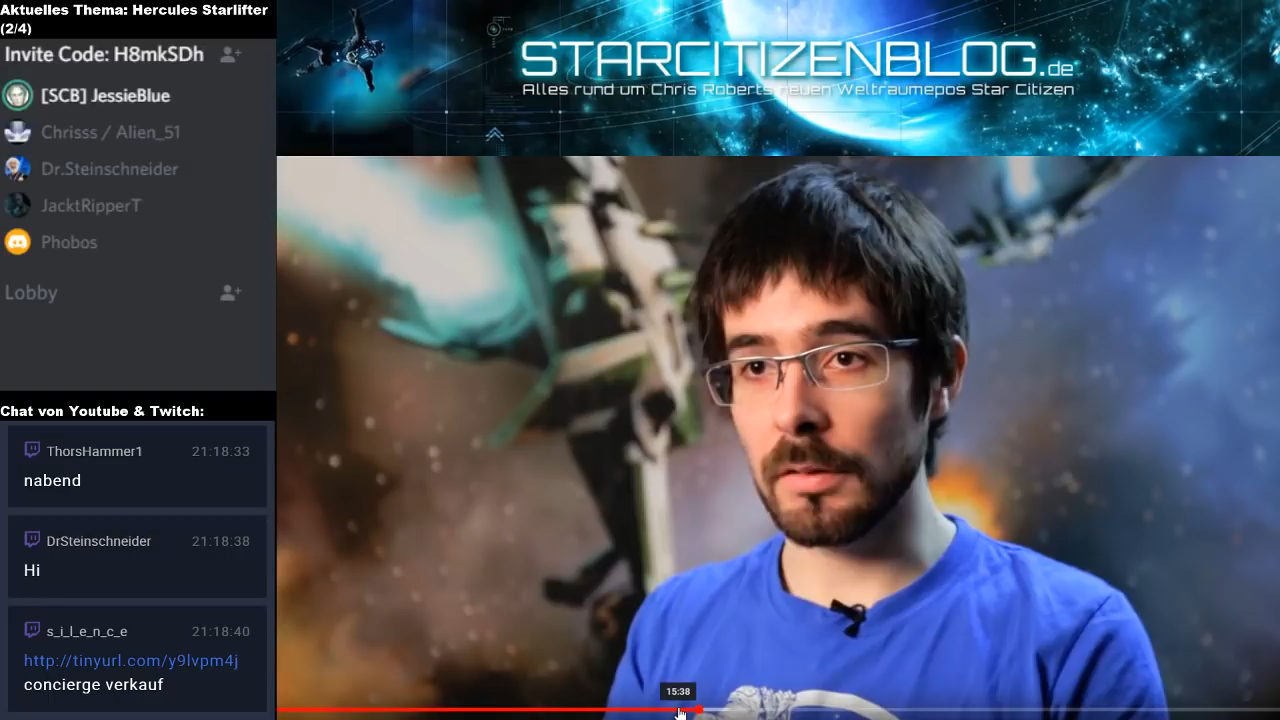 Aktuelles Thema: Hercules Starlifter
(2/4)
Invite Code: H8mkSDh
[SCB] JessieBlue
Chrisss / Alien_51
Dr.Steinschneider
JacktRipperT
Phobos
Lobby
Chat von Youtube & Twitch:
ThorsHammer1 21:18:33
nabend
DrSteinschneider 21:18:38
Hi
s_i_l_e_n_c_e 21:18:40
http://tinyurl.com/y9lvpm4j
concierge verkauf
STARCITIZENBLOG.de
Alles rund um Chris Roberts neuen Weltraumepos Star Citizen
15:38